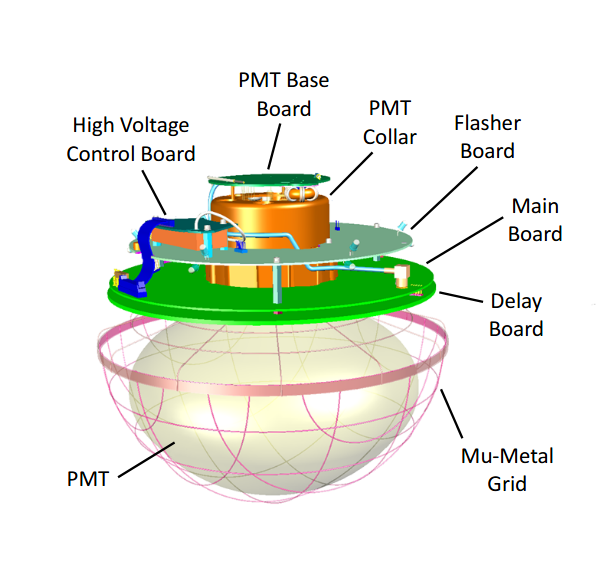 PMT Base
Board
PMT
Collar
High Voltage
Control Board
Flasher
Board
Main
Board
Delay
Board
Mu-Metal
Grid
PMT